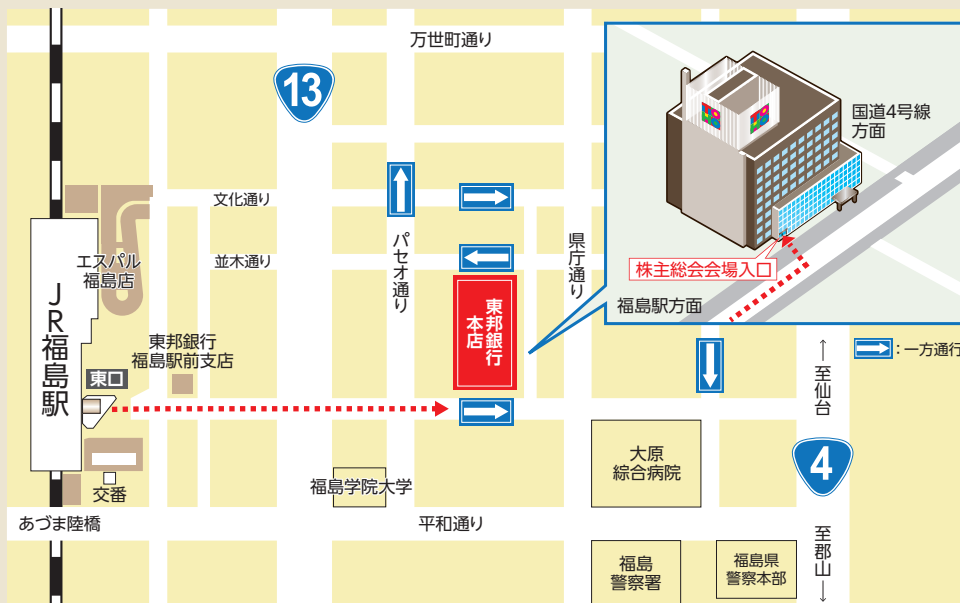 万世町通り
13
国道4号線
方面
株主総会会場入口
福島駅方面
文化通り
並木通り
パセオ通り
県庁通り
エスパル
福島店
JR福島駅
東邦銀行
福島駅前支店
東口
東邦銀行
本店
：一方通行
↑至仙台
4
至郡山↓
大原
綜合病院
福島学院大学
交番
あづま陸橋
平和通り
福島
警察署
福島県
警察本部